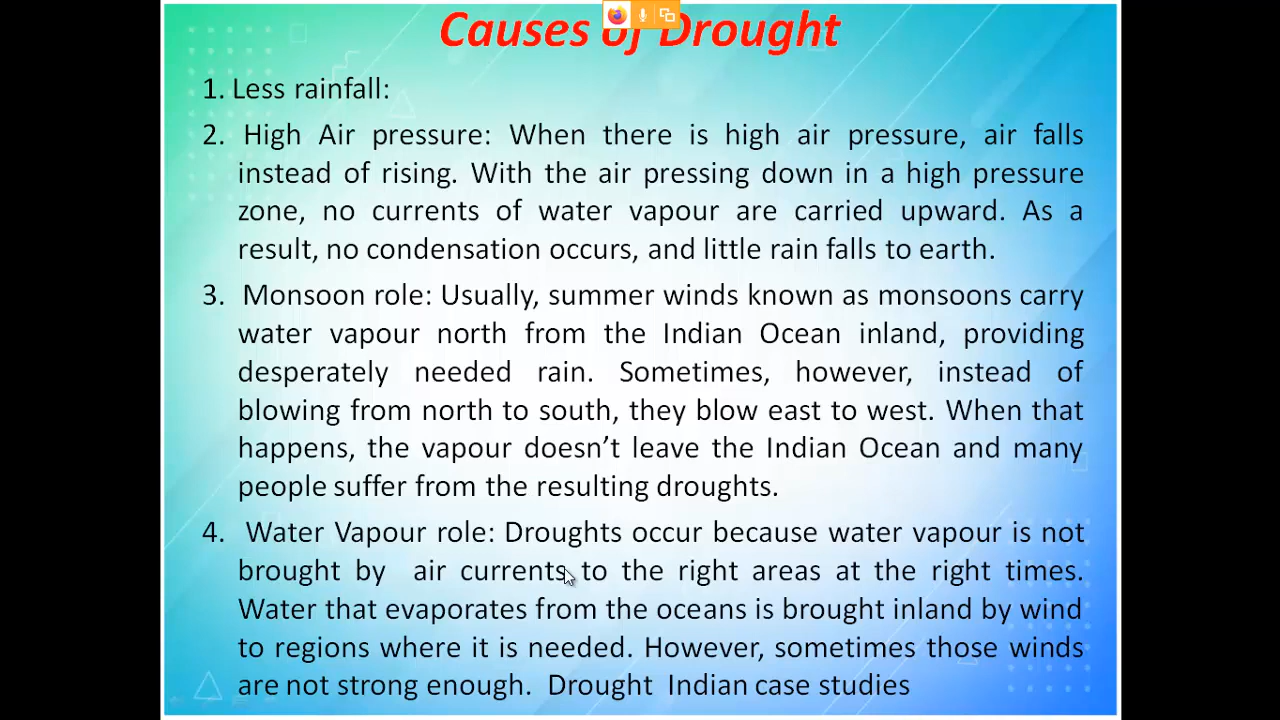 Causes of Drought
1. Less rainfall:
2. High Air pressure: When there is high air pressure, air falls
instead of rising. With the air pressing down in a high pressure
zone, no currents of water vapour are carried upward. As a
result, no condensation occurs, and little rain falls to earth.
3. Monsoon role: Usually, summer winds known as monsoons carry
water vapour north from the Indian Ocean inland, providing
desperately needed rain. Sometimes, however, instead of
blowing from north to south, they blow east to west. When that
happens, the vapour doesn’t leave the Indian Ocean and many
people suffer from the resulting droughts.
4. Water Vapour role: Droughts occur because water vapour is not
brought by air currents to the right areas at the right times.
Water that evaporates from the oceans is brought inland by wind
to regions where it is needed. However, sometimes those winds
are not strong enough. Drought Indian case studies